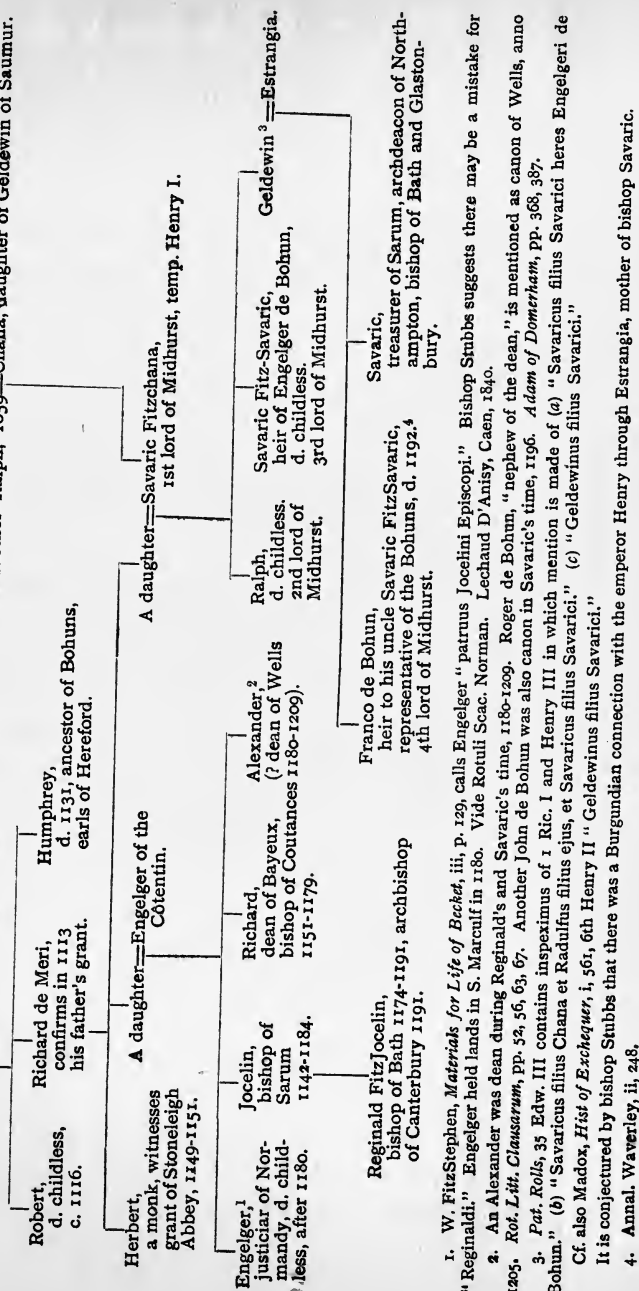 Ralph, 1059=Chana, daughter of Geldewin of Saumur.
Robert,
d. childless,
c. 1116.
Richard de Meri,
confirms in 1113
his father's grant.
Humphrey,
d. 1131, ancestor of Bohuns,
earls of Hereford.
Herbert,
a monk, witnesses
grant of Stoneleigh
Abbey, 1149-1151.
A daughter=Engelger of the
Côtentin.
A daughter=Savaric Fitzchana,
1st lord of Midhurst, temp. Henry I.
Engelger,1
justiciar of Nor-
mandy, d. child-
less, after 1180.
Jocelin,
bishop of
Sarum
1142-1184.
Richard,
dean of Bayeux,
bishop of Coutances
1151-1179.
Alexander,2
(? dean of Wells
1180-1209).
Ralph,
d. childless.
2nd lord of
Midhurst.
Savaric Fitz-Savaric,
heir of Engelger de Bohun,
d. childless.
3rd lord of Midhurst.
Geldewin3=Estrangia.
Reginald FitzJocelin,
bishop of Bath 1174-1191, archbishop
of Canterbury 1191.
Franco de Bohun,
heir to his uncle Savaric FitzSavaric,
representative of the Bohuns, d. 1192.4
4th lord of Midhurst.
Savaric,
treasurer of Sarum, archdeacon of North-
ampton, bishop of Bath and Glaston-
bury.
1. W. FitzStephen, Materials for Life of Becket, iii, p. 129, calls Engelger "patruus Jocelini Episcopi." Bishop Stubbs suggests there may be a mistake for
"Reginaldi." Engelger held lands in S. Marculf in 1180. Vide Rotuli Scac. Norman. Lechaud D'Anisy, Caen, 1840.
2. An Alexander was dean during Reginald's and Savaric's time, 1180-1209. Roger de Bohun, "nephew of the dean," is mentioned as canon of Wells, anno
1205. Rot. Litt. Clausarum, pp. 52, 56, 63, 67. Another John de Bohun was also canon in Savaric's time, 1196. Adam of Domerham, pp. 368, 387.
3. Pat. Rolls, 35 Edw. III contains inspeximus of 1 Ric. I and Henry III in which mention is made of (a) "Savaricus filius Savarici heres Engelgeri de
Bohun." (b) "Savaricus filius Chana et Radulfus filius ejus, et Savaricus filius Savarici." (c) "Geldewinus filius Savarici."
Cf. also Madox, Hist of Exchequer, i, 561, 6th Henry II "Geldewinus filius Savarici."
It is conjectured by bishop Stubbs that there was a Burgundian connection with the emperor Henry through Estrangia, mother of bishop Savaric.
4. Annal. Waverley, ii, 248.